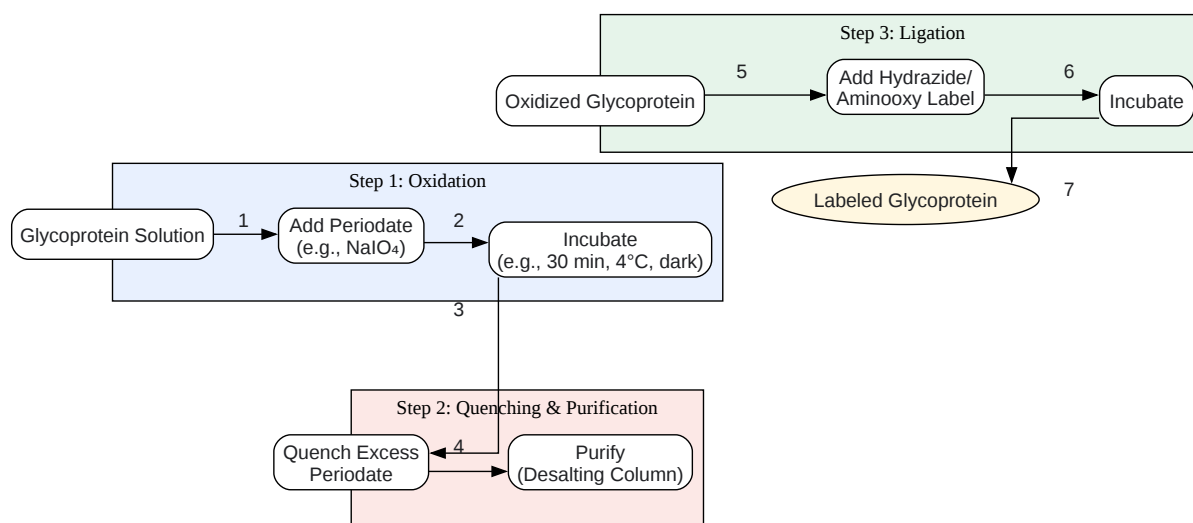 Step 3: Ligation
5
6
Oxidized Glycoprotein
Add Hydrazide/
Aminooxy Label
Incubate
7
Labeled Glycoprotein
Step 1: Oxidation
1
2
Glycoprotein Solution
Add Periodate
(e.g., NaIO₄)
Incubate
(e.g., 30 min, 4°C, dark)
3
Step 2: Quenching & Purification
4
Quench Excess
Periodate
Purify
(Desalting Column)